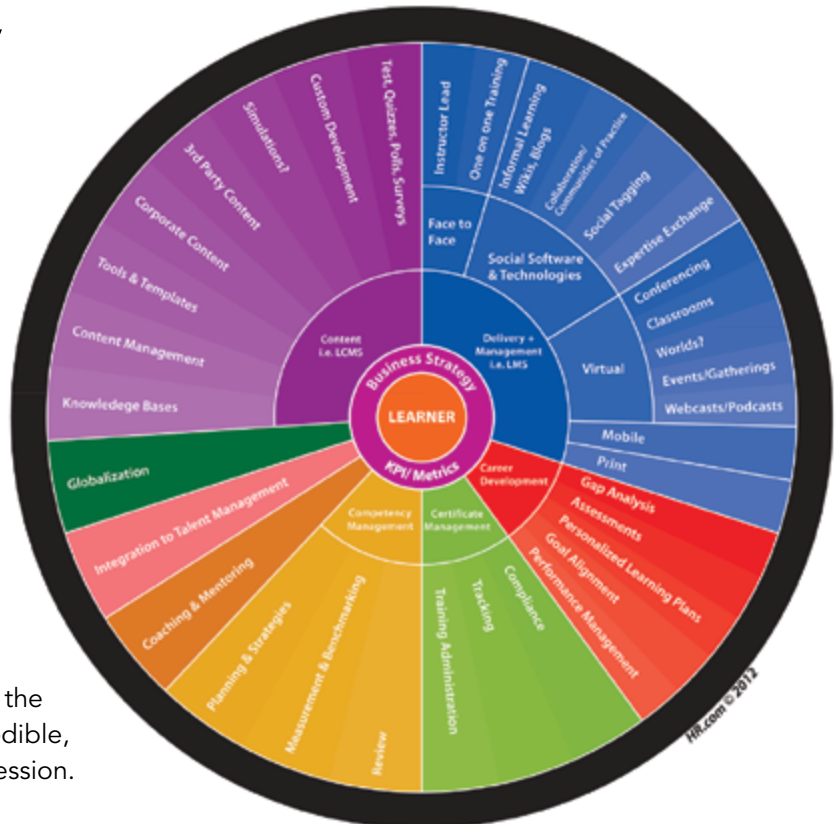 Test, Quizzes, Polls, Surveys
Custom Development
Simulations?
3rd Party Content
Corporate Content
Tools & Templates
Content Management
Knowledege Bases
Content
i.e. LCMS
Instructor Lead
One on one Training
Face to
Face
Informal Learning
Wikis, Blogs
Collaboration/
Communities of Practice
Social Tagging
Expertise Exchange
Social Software
& Technologies
Conferencing
Classrooms
Worlds?
Events/Gatherings
Webcasts/Podcasts
Virtual
Delivery +
Management
i.e. LMS
Mobile
Print
Business Strategy
LEARNER
KPI/ Metrics
Career
Development
Gap Analysis
Assessments
Personalized Learning Plans
Goal Alignment
Performance Management
Certificate
Management
Compliance
Tracking
Training Administration
Competency
Management
Review
Measurement & Benchmarking
Planning & Strategies
Coaching & Mentoring
Integration to Talent Management
Globalization
HR.com © 2012
the
edible,
ession.